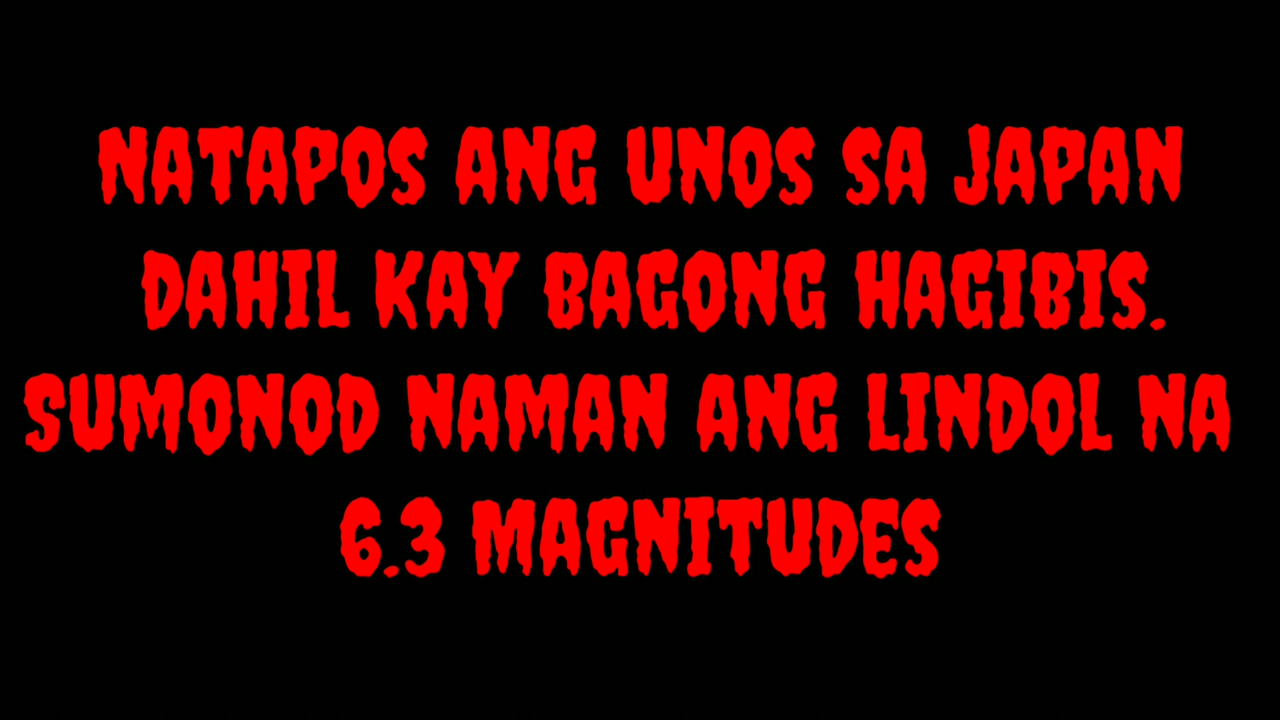 NATAPOS ANG UNOS SA JAPAN
DAHIL KAY BAGONG HAGIBIS.
SUMONOD NAMAN ANG LINDOL NA
6.3 MAGNITUDES